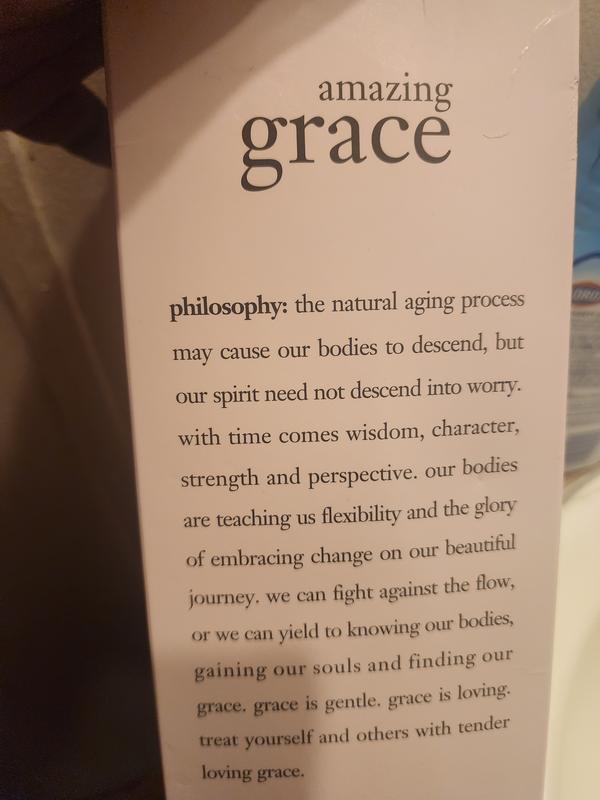 amazing
grace
philosophy: the natural aging process
may cause our bodies to descend, but
our spirit need not descend into worry.
with time comes wisdom, character,
strength and perspective. our bodies
are teaching us flexibility and the glory
of embracing change on our beautiful
journey. we can fight against the flow,
or we can yield to knowing our bodies,
gaining our souls and finding our
grace. grace is gentle. grace is loving.
treat yourself and others with tender
loving grace.